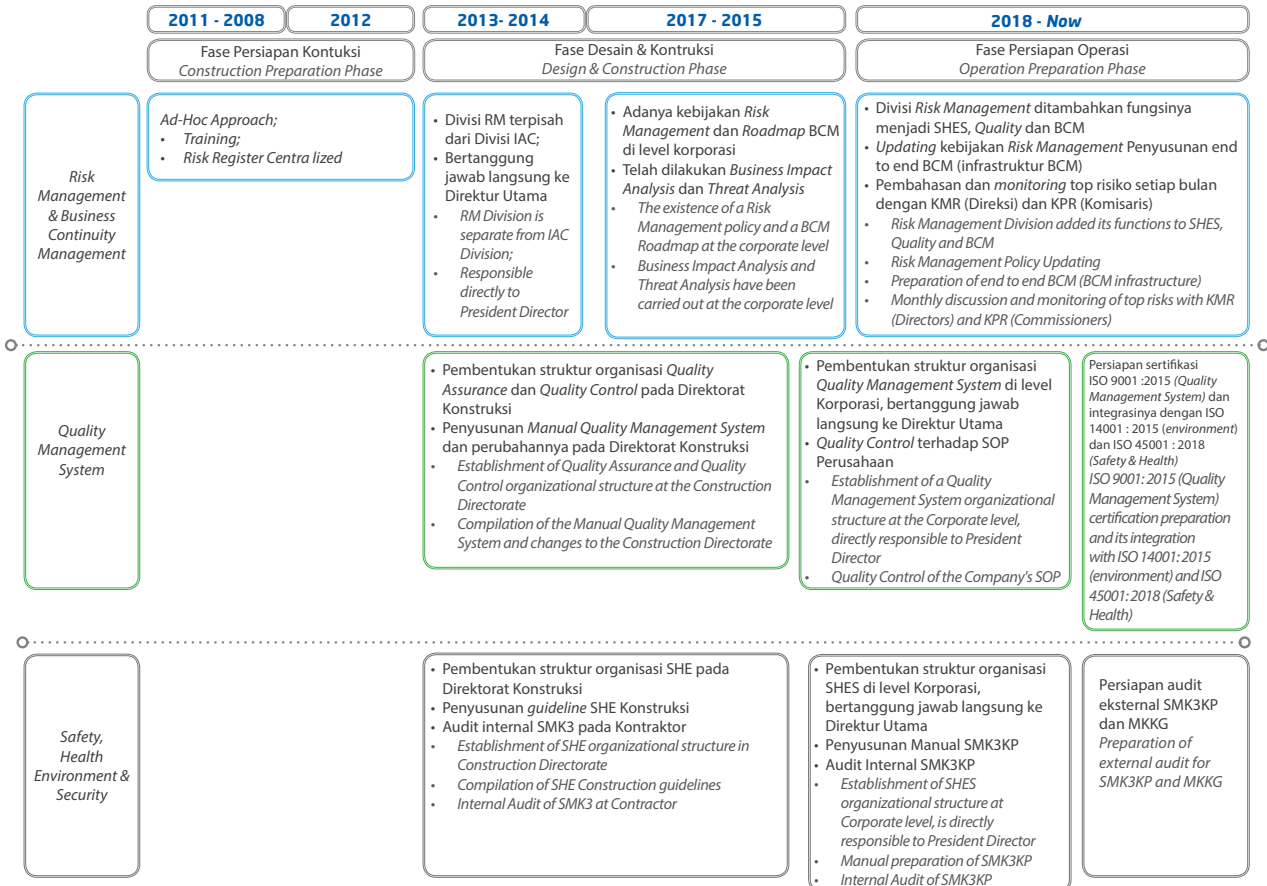 2011 - 2008
2012
2013- 2014
2017 - 2015
2018 - Now
Fase Persiapan Kontuksi
Construction Preparation Phase
Fase Desain & Kontruksi
Design & Construction Phase
Fase Persiapan Operasi
Operation Preparation Phase
Risk
Management
& Business
Continuity
Management
Ad-Hoc Approach;
• Training;
• Risk Register Centra lized
• Divisi RM terpisah
dari Divisi IAC;
• Bertanggung
jawab langsung ke
Direktur Utama
• RM Division is
separate from IAC
Division;
• Responsible
directly to
President Director
• Adanya kebijakan Risk
Management dan Roadmap BCM
di level korporasi
• Telah dilakukan Business Impact
Analysis dan Threat Analysis
• The existence of a Risk
Management policy and a BCM
Roadmap at the corporate level
• Business Impact Analysis and
Threat Analysis have been
carried out at the corporate level
• Divisi Risk Management ditambahkan fungsinya
menjadi SHES, Quality dan BCM
• Updating kebijakan Risk Management Penyusunan end
to end BCM (infrastruktur BCM)
• Pembahasan dan monitoring top risiko setiap bulan
dengan KMR (Direksi) dan KPR (Komisaris)
• Risk Management Division added its functions to SHES,
Quality and BCM
• Risk Management Policy Updating
• Preparation of end to end BCM (BCM infrastructure)
• Monthly discussion and monitoring of top risks with KMR
(Directors) and KPR (Commissioners)
Quality
Management
System
• Pembentukan struktur organisasi Quality
Assurance dan Quality Control pada Direktorat
Konstruksi
• Penyusunan Manual Quality Management System
dan perubahannya pada Direktorat Konstruksi
• Establishment of Quality Assurance and Quality
Control organizational structure at the Construction
Directorate
• Compilation of the Manual Quality Management
System and changes to the Construction Directorate
• Pembentukan struktur organisasi
Quality Management System di level
Korporasi, bertanggung jawab
langsung ke Direktur Utama
• Quality Control terhadap SOP
Perusahaan
• Establishment of a Quality
Management System organizational
structure at the Corporate level,
directly responsible to President
Director
• Quality Control of the Company's SOP
Persiapan sertifikasi
ISO 9001 :2015 (Quality
Management System) dan
integrasinya dengan ISO
14001 : 2015 (environment)
dan ISO 45001 : 2018
(Safety & Health)
ISO 9001: 2015 (Quality
Management System)
certification preparation
and its integration
with ISO 14001: 2015
(environment) and ISO
45001: 2018 (Safety &
Health)
Safety,
Health
Environment &
Security
• Pembentukan struktur organisasi SHE pada
Direktorat Konstruksi
• Penyusunan guideline SHE Konstruksi
• Audit internal SMK3 pada Kontraktor
• Establishment of SHE organizational structure in
Construction Directorate
• Compilation of SHE Construction guidelines
• Internal Audit of SMK3 at Contractor
• Pembentukan struktur organisasi
SHES di level Korporasi,
bertanggung jawab langsung ke
Direktur Utama
• Penyusunan Manual SMK3KP
• Audit Internal SMK3KP
• Establishment of SHES
organizational structure at
Corporate level, is directly
responsible to President Director
• Manual preparation of SMK3KP
• Internal Audit of SMK3KP
Persiapan audit
eksternal SMK3KP
dan MKKG
Preparation of
external audit for
SMK3KP and MKKG